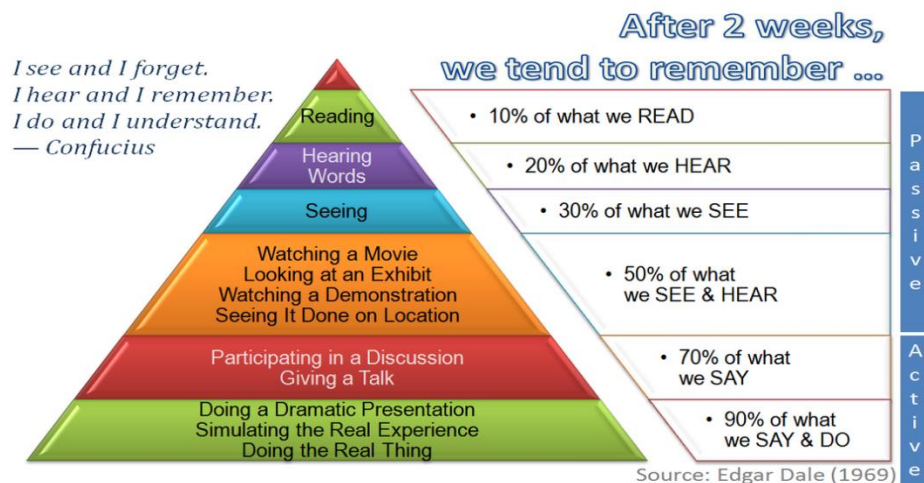 After 2 weeks,
we tend to remember ...
I see and I forget.
I hear and I remember.
I do and I understand.
— Confucius
Reading
• 10% of what we READ
Hearing
Words
• 20% of what we HEAR
Seeing
• 30% of what we SEE
Watching a Movie
Looking at an Exhibit
Watching a Demonstration
Seeing It Done on Location
• 50% of what
we SEE & HEAR
Participating in a Discussion
Giving a Talk
• 70% of what
we SAY
Doing a Dramatic Presentation
Simulating the Real Experience
Doing the Real Thing
• 90% of what
we SAY & DO
Passive
Active
Source: Edgar Dale (1969)